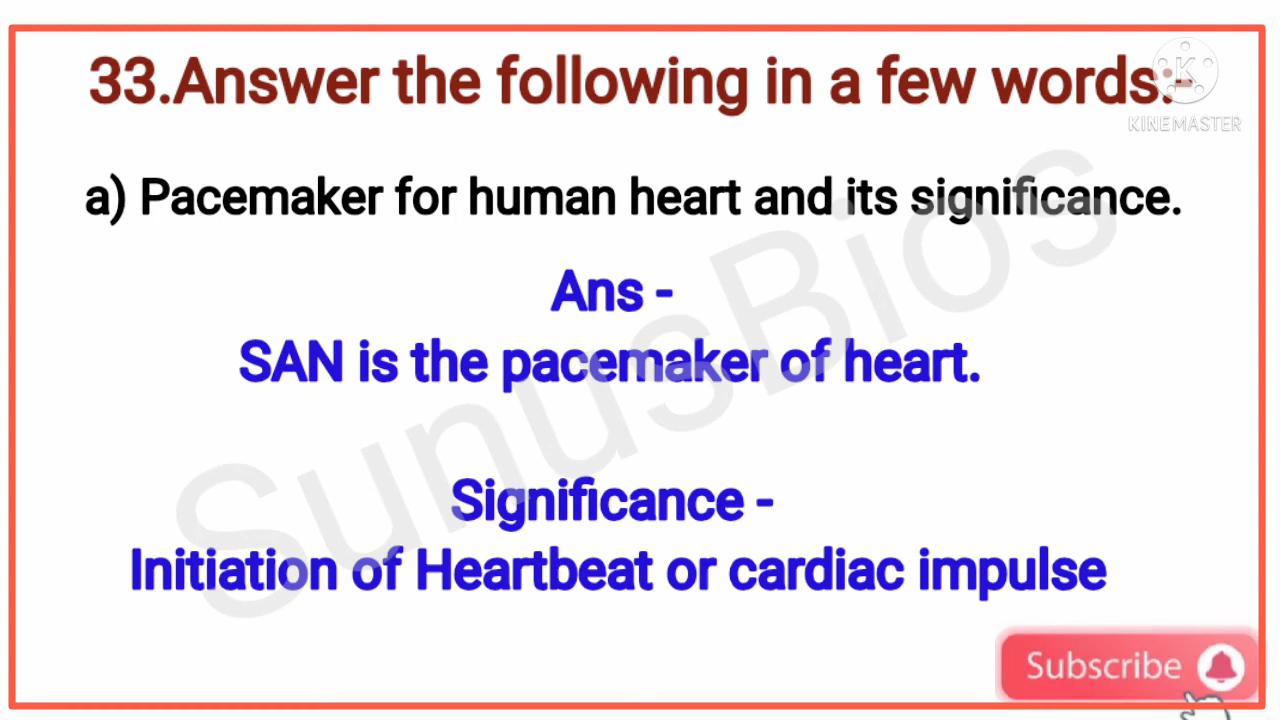 33.Answer the following in a few words:-
KINEMASTER
a) Pacemaker for human heart and its significance.
Ans -
SAN is the pacemaker of heart.
SunusBios
Significance -
Initiation of Heartbeat or cardiac impulse
Subscribe